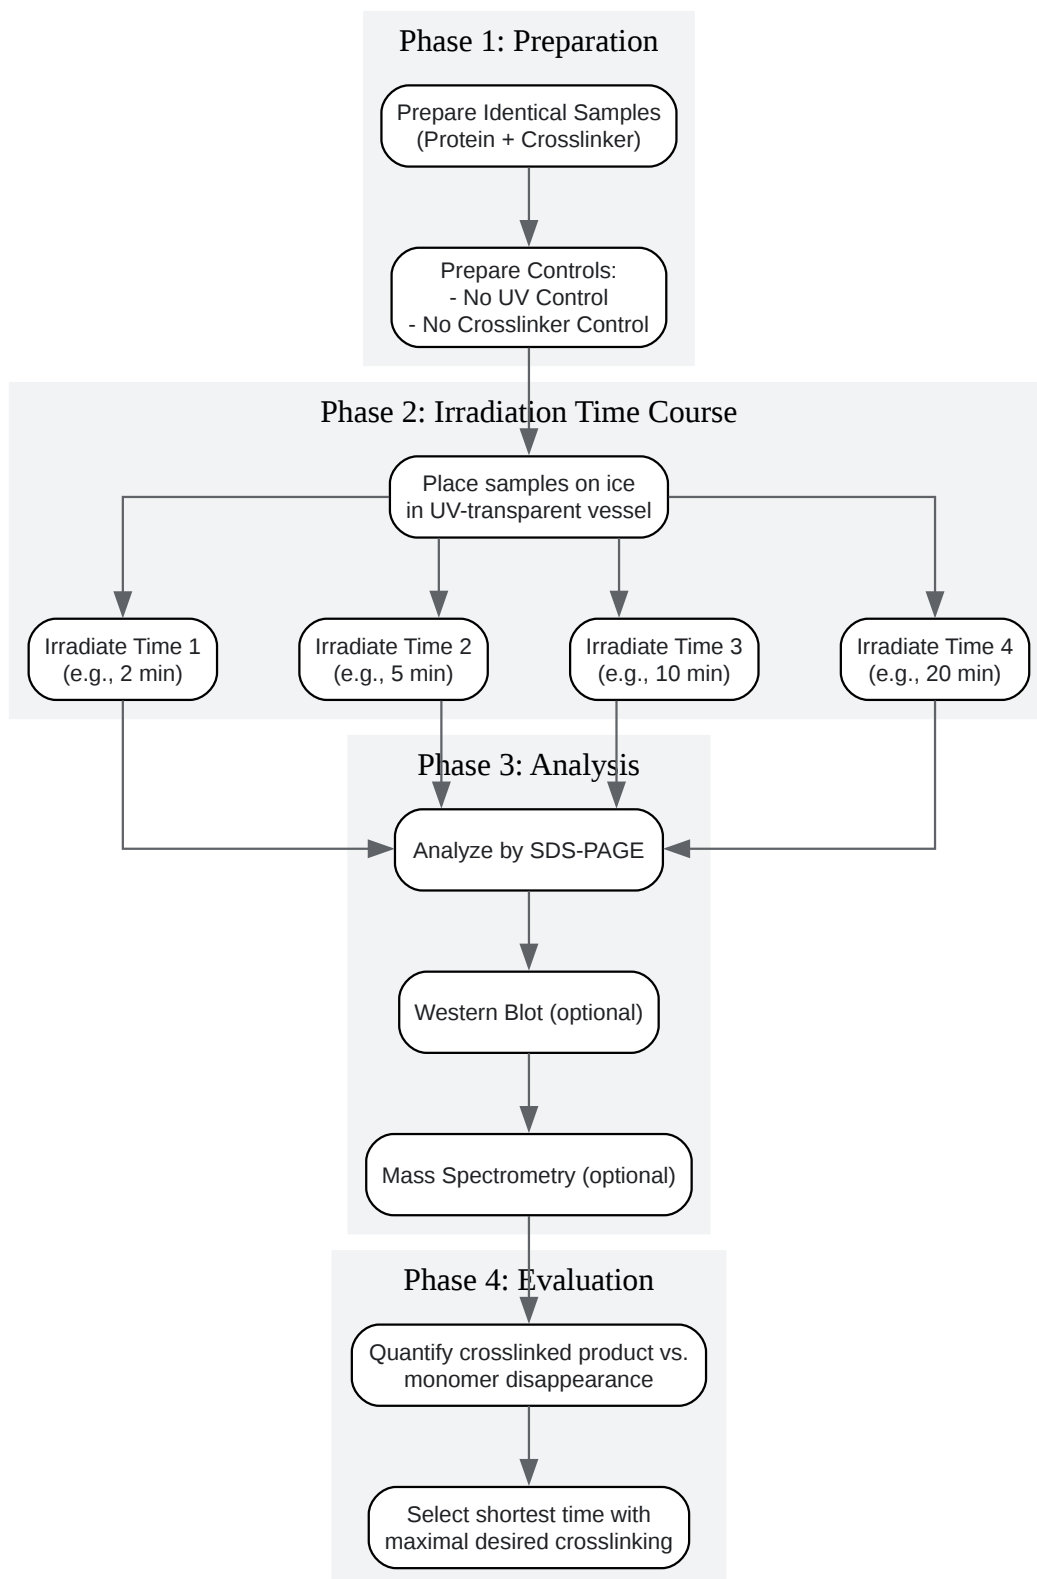 Phase 1: Preparation
Prepare Identical Samples
(Protein + Crosslinker)
Prepare Controls:
- No UV Control
- No Crosslinker Control
Phase 2: Irradiation Time Course
Place samples on ice
in UV-transparent vessel
Irradiate Time 1
(e.g., 2 min)
Irradiate Time 2
(e.g., 5 min)
Irradiate Time 3
(e.g., 10 min)
Irradiate Time 4
(e.g., 20 min)
Phase 3: Analysis
Analyze by SDS-PAGE
Western Blot (optional)
Mass Spectrometry (optional)
Phase 4: Evaluation
Quantify crosslinked product vs.
monomer disappearance
Select shortest time with
maximal desired crosslinking